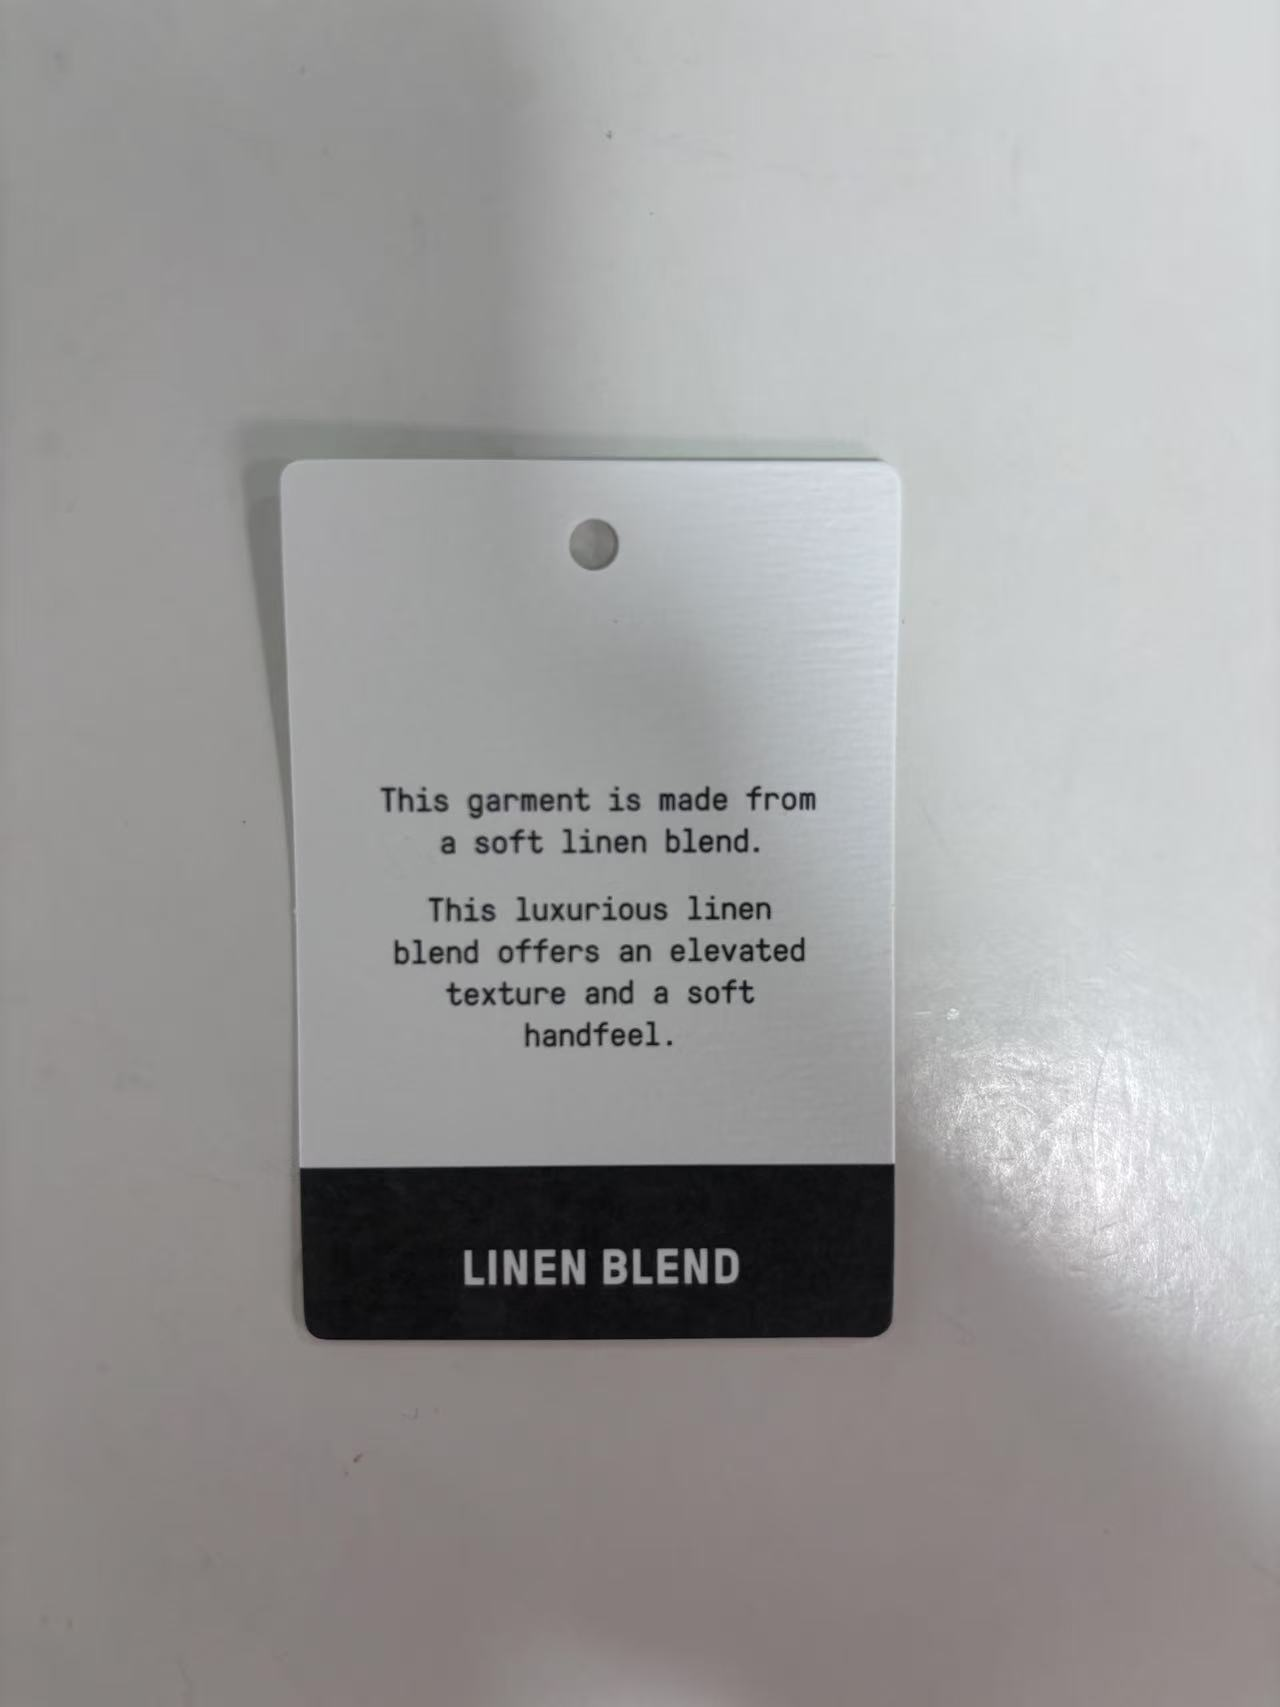 This garment is made from
a soft linen blend.
This luxurious linen
blend offers an elevated
texture and a soft
handfeel.
LINEN BLEND